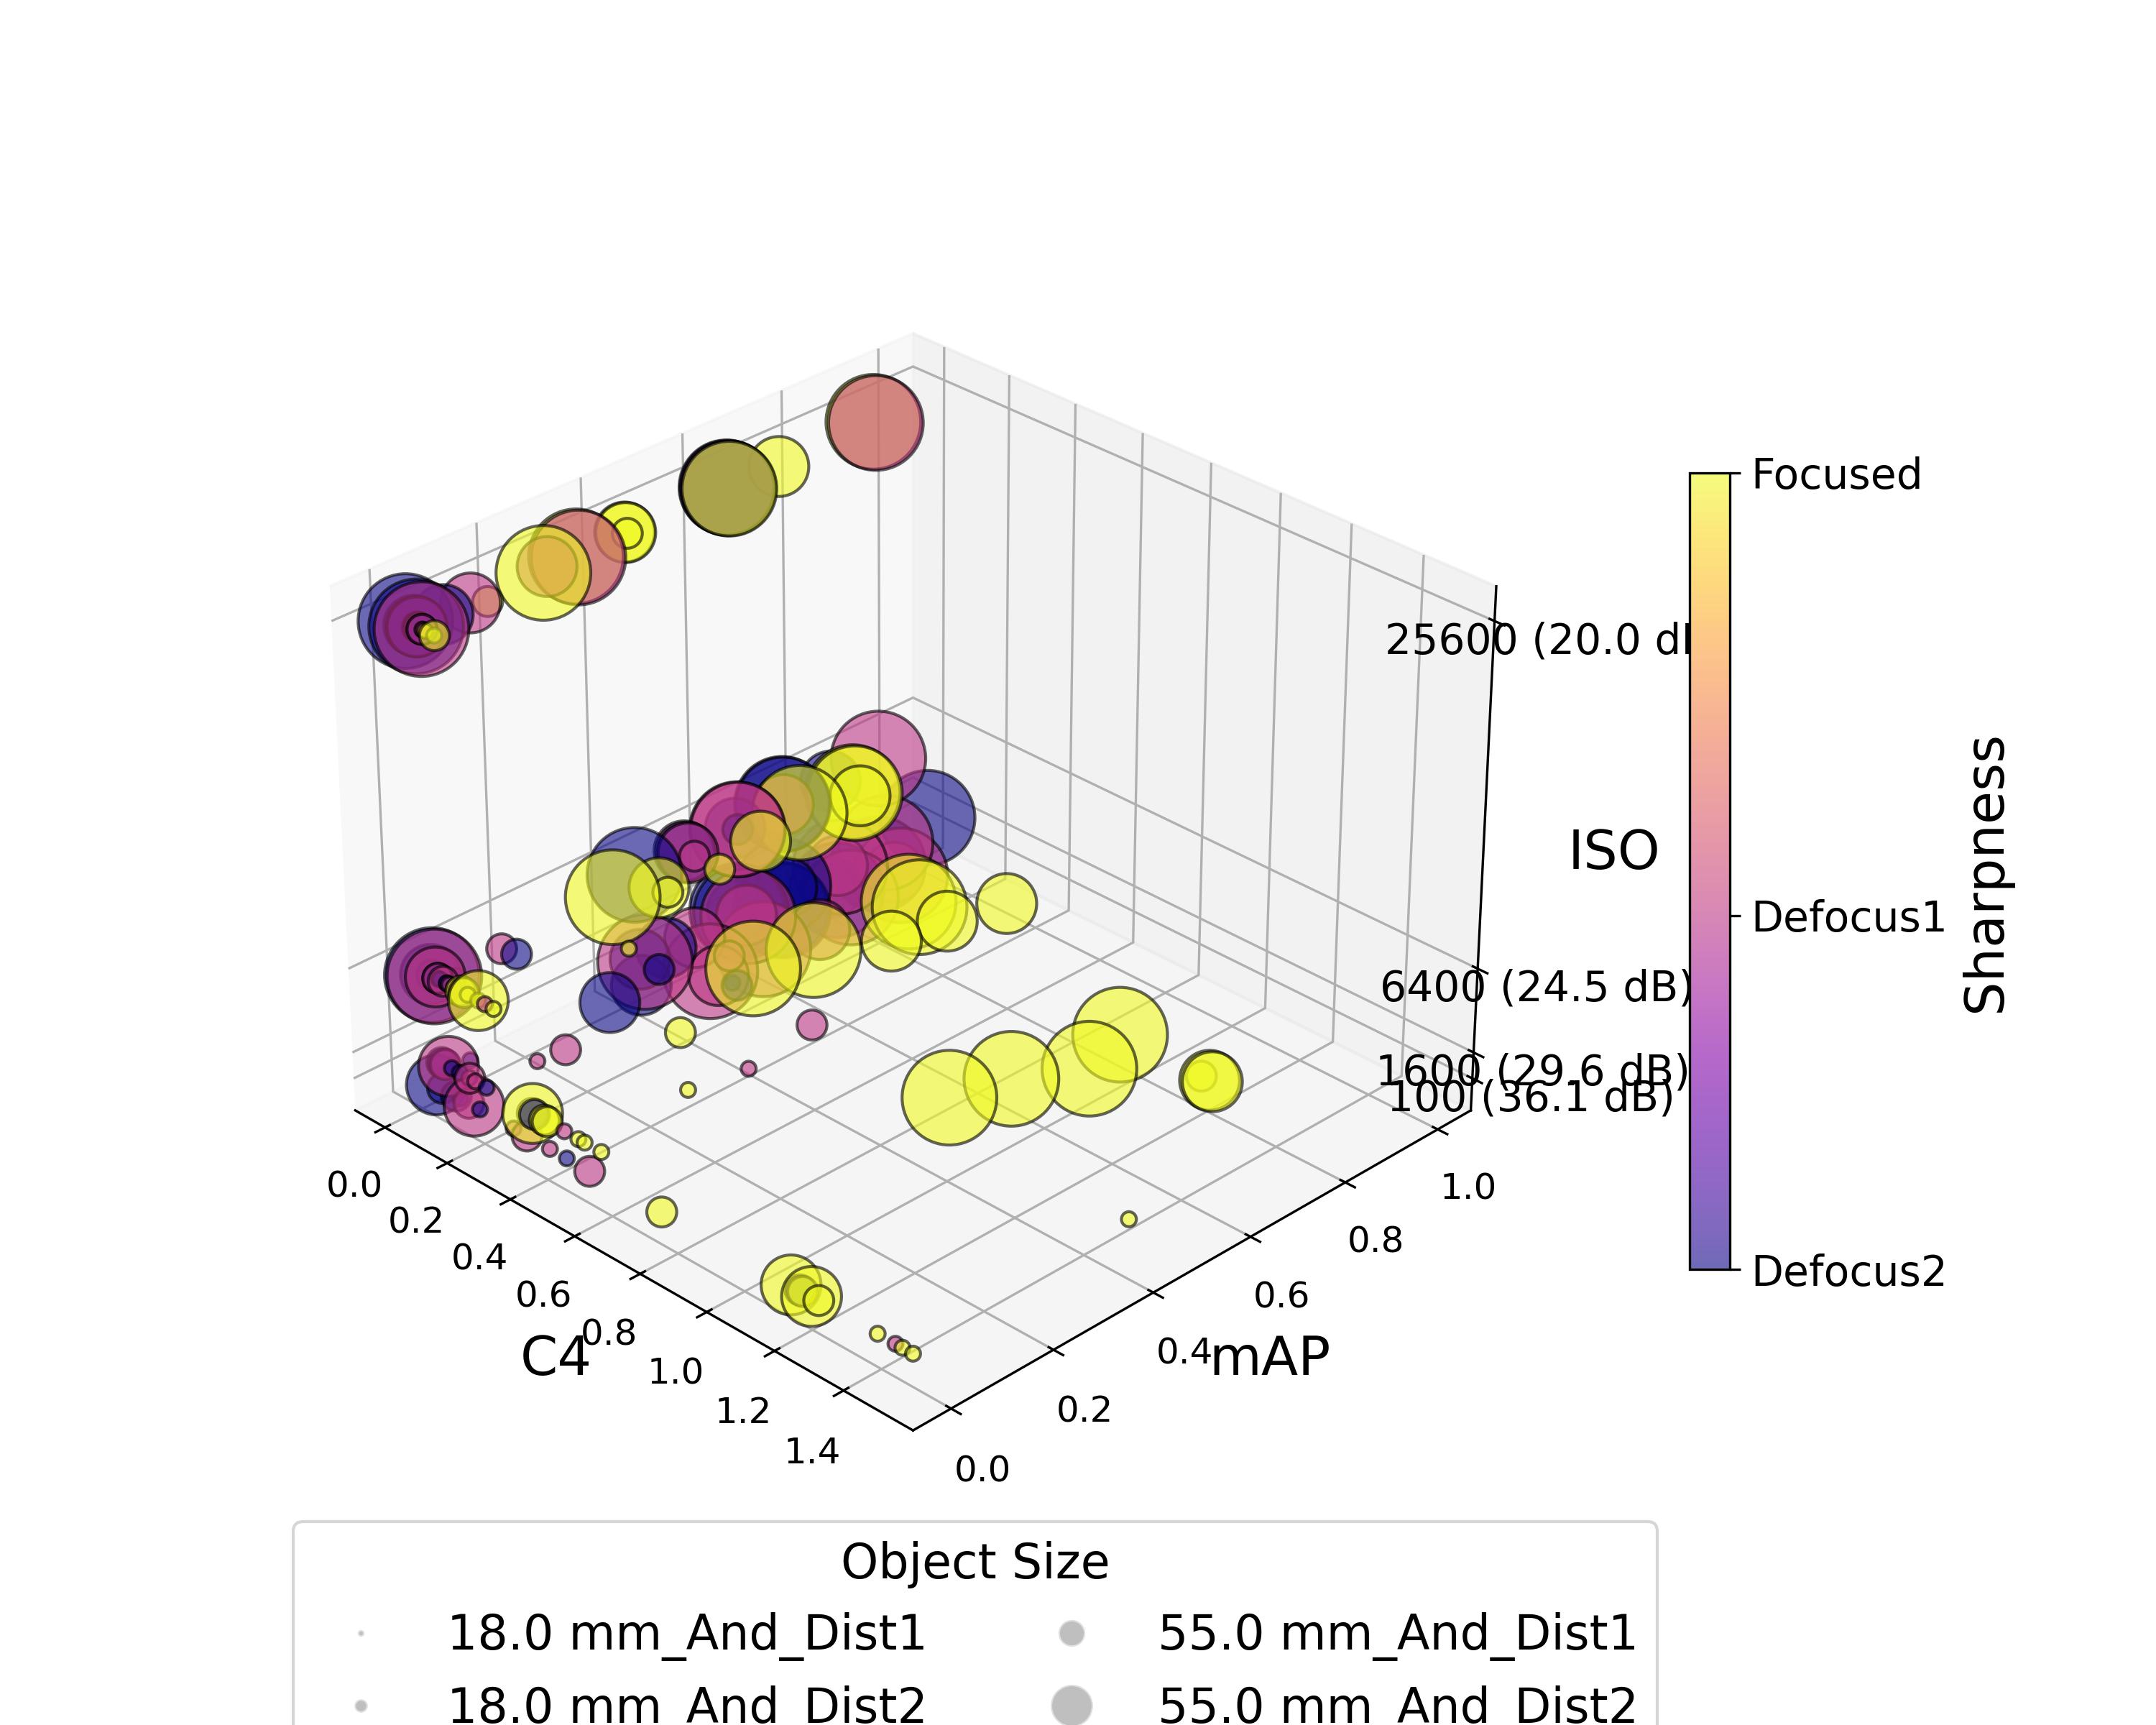 Focused
25600 (20.0 d
Sharpness
ISO
Defocus1
6400 (24.5 dB)
1600 (29.6 dB)
100 (36.1 dB)
0.0
0.2
0.4
0.6
0.8
1.0
1.2
1.4
C4
0.0
0.2
0.4
0.6
0.8
1.0
mAP
Defocus2
Object Size
18.0 mm_And_Dist1
55.0 mm_And_Dist1
18.0 mm_And_Dist2
55.0 mm_And_Dist2